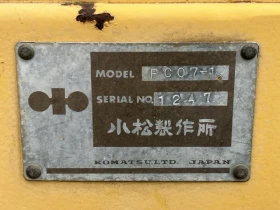 MODEL PC07-1
SERIAL NO. 1247
小松製作所
KOMATSU LTD. JAPAN